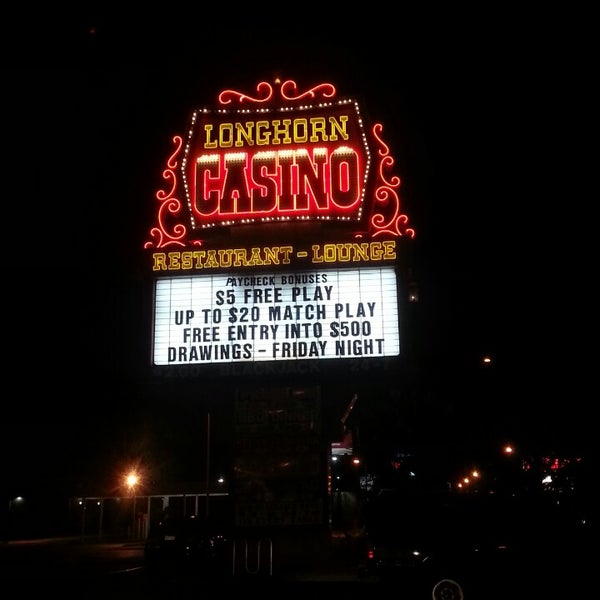 LONGHORN
CASINO
RESTAURANT - LOUNGE
PAYCHECK BONUSES
$5 FREE PLAY
UP TO $20 MATCH PLAY
FREE ENTRY INTO $500
DRAWINGS - FRIDAY NIGHT
BLACKJACK